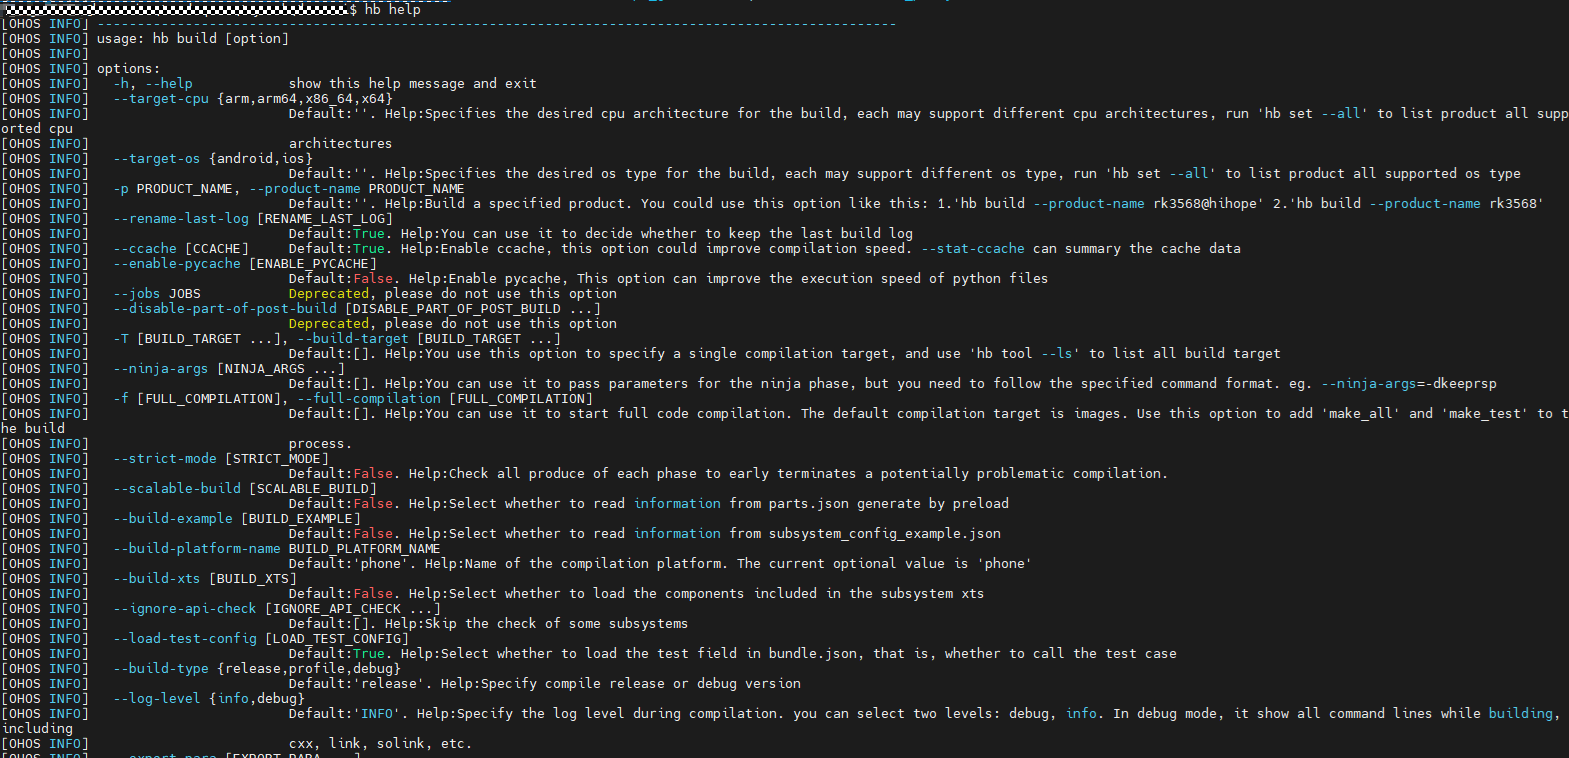 $ hb help
[OHOS INFO] ----------------------------------------------------------------------------------------------------
[OHOS INFO] usage: hb build [option]
[OHOS INFO]
[OHOS INFO] options:
[OHOS INFO]   -h, --help            show this help message and exit
[OHOS INFO]   --target-cpu {arm,arm64,x86_64,x64}
[OHOS INFO]                         Default:''. Help:Specifies the desired cpu architecture for the build, each may support different cpu architectures, run 'hb set --all' to list product all supp
orted cpu
[OHOS INFO]                         architectures
[OHOS INFO]   --target-os {android,ios}
[OHOS INFO]                         Default:''. Help:Specifies the desired os type for the build, each may support different os type, run 'hb set --all' to list product all supported os type
[OHOS INFO]   -p PRODUCT_NAME, --product-name PRODUCT_NAME
[OHOS INFO]                         Default:''. Help:Build a specified product. You could use this option like this: 1.'hb build --product-name rk3568@hihope' 2.'hb build --product-name rk3568'
[OHOS INFO]   --rename-last-log [RENAME_LAST_LOG]
[OHOS INFO]                         Default:True. Help:You can use it to decide whether to keep the last build log
[OHOS INFO]   --ccache [CCACHE]     Default:True. Help:Enable ccache, this option could improve compilation speed. --stat-ccache can summary the cache data
[OHOS INFO]   --enable-pycache [ENABLE_PYCACHE]
[OHOS INFO]                         Default:False. Help:Enable pycache, This option can improve the execution speed of python files
[OHOS INFO]   --jobs JOBS           Deprecated, please do not use this option
[OHOS INFO]   --disable-part-of-post-build [DISABLE_PART_OF_POST_BUILD ...]
[OHOS INFO]                         Deprecated, please do not use this option
[OHOS INFO]   -T [BUILD_TARGET ...], --build-target [BUILD_TARGET ...]
[OHOS INFO]                         Default:[]. Help:You use this option to specify a single compilation target, and use 'hb tool --ls' to list all build target
[OHOS INFO]   --ninja-args [NINJA_ARGS ...]
[OHOS INFO]                         Default:[]. Help:You can use it to pass parameters for the ninja phase, but you need to follow the specified command format. eg. --ninja-args=-dkeeprsp
[OHOS INFO]   -f [FULL_COMPILATION], --full-compilation [FULL_COMPILATION]
[OHOS INFO]                         Default:[]. Help:You can use it to start full code compilation. The default compilation target is images. Use this option to add 'make_all' and 'make_test' to t
he build
[OHOS INFO]                         process.
[OHOS INFO]   --strict-mode [STRICT_MODE]
[OHOS INFO]                         Default:False. Help:Check all produce of each phase to early terminates a potentially problematic compilation.
[OHOS INFO]   --scalable-build [SCALABLE_BUILD]
[OHOS INFO]                         Default:False. Help:Select whether to read information from parts.json generate by preload
[OHOS INFO]   --build-example [BUILD_EXAMPLE]
[OHOS INFO]                         Default:False. Help:Select whether to read information from subsystem_config_example.json
[OHOS INFO]   --build-platform-name BUILD_PLATFORM_NAME
[OHOS INFO]                         Default:'phone'. Help:Name of the compilation platform. The current optional value is 'phone'
[OHOS INFO]   --build-xts [BUILD_XTS]
[OHOS INFO]                         Default:False. Help:Select whether to load the components included in the subsystem xts
[OHOS INFO]   --ignore-api-check [IGNORE_API_CHECK ...]
[OHOS INFO]                         Default:[]. Help:Skip the check of some subsystems
[OHOS INFO]   --load-test-config [LOAD_TEST_CONFIG]
[OHOS INFO]                         Default:True. Help:Select whether to load the test field in bundle.json, that is, whether to call the test case
[OHOS INFO]   --build-type {release,profile,debug}
[OHOS INFO]                         Default:'release'. Help:Specify compile release or debug version
[OHOS INFO]   --log-level {info,debug}
[OHOS INFO]                         Default:'INFO'. Help:Specify the log level during compilation. you can select two levels: debug, info. In debug mode, it show all command lines while building,
including
[OHOS INFO]                         cxx, link, solink, etc.